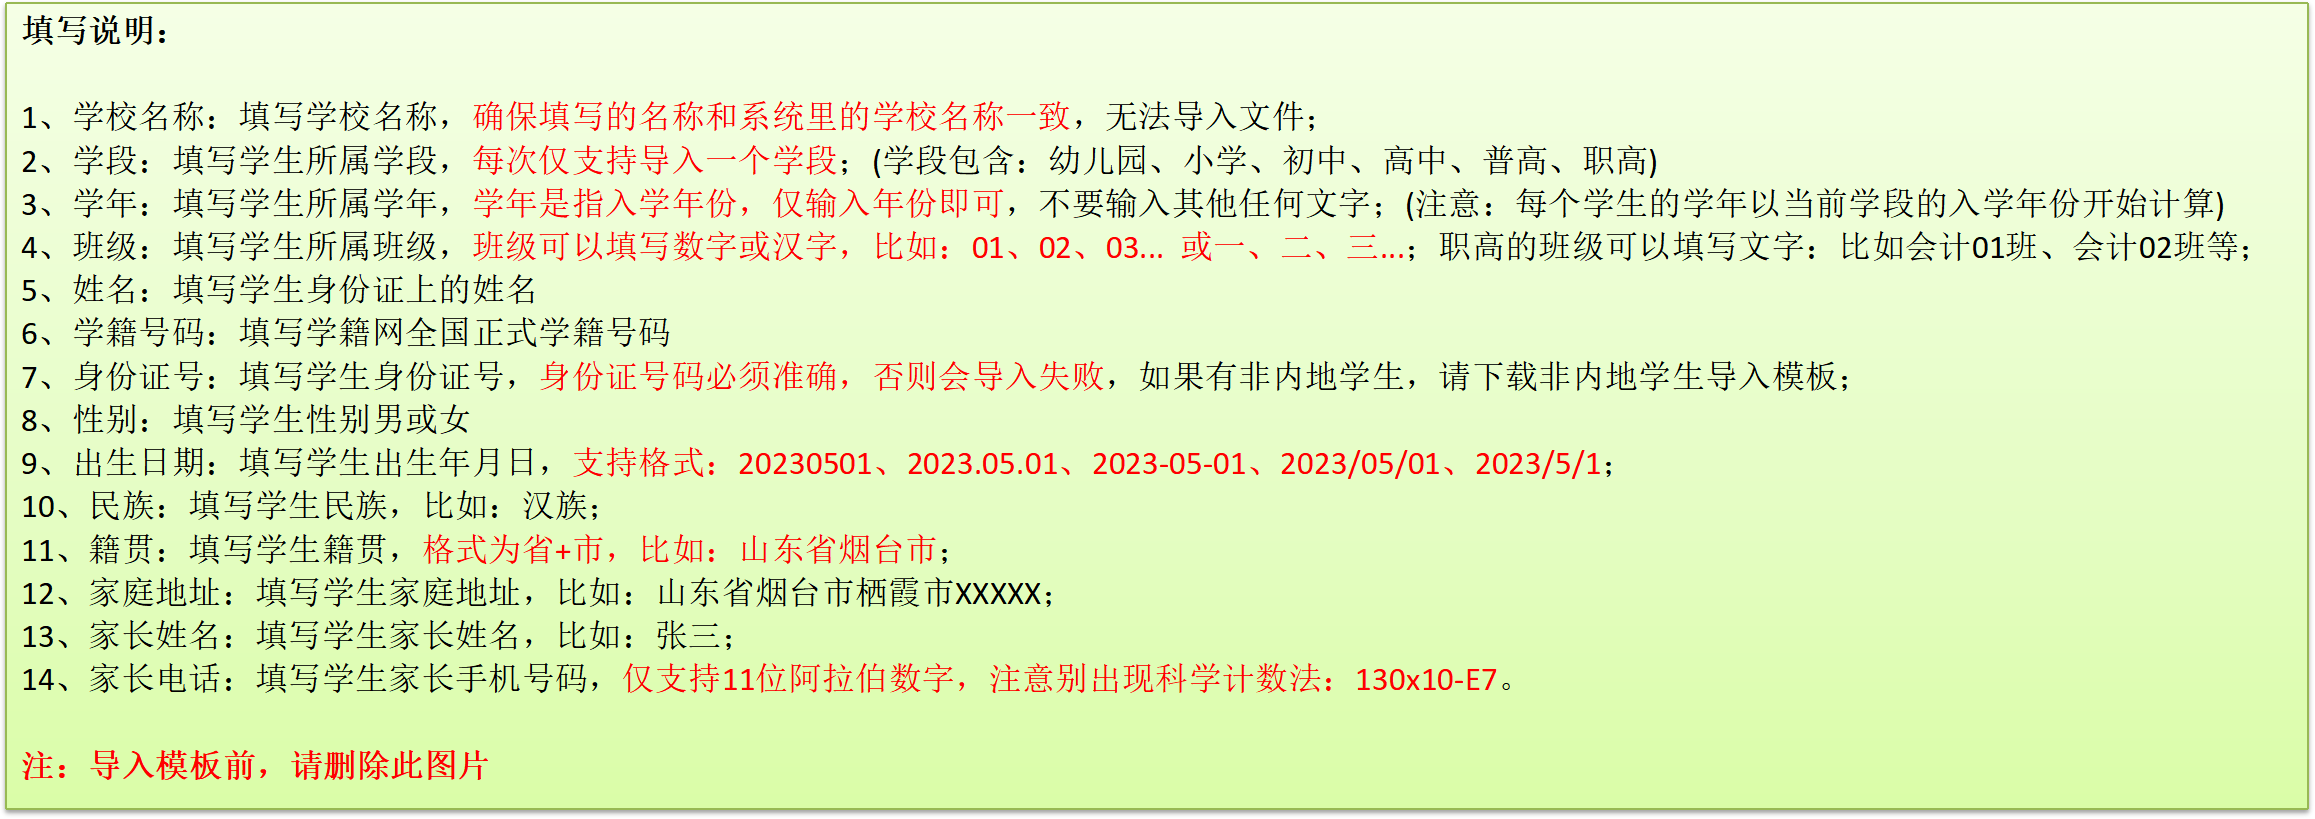 填写说明：
1、学校名称：填写学校名称，确保填写的名称和系统里的学校名称一致，无法导入文件；
2、学段：填写学生所属学段，每次仅支持导入一个学段；(学段包含：幼儿园、小学、初中、高中、普高、职高)
3、学年：填写学生所属学年，学年是指入学年份，仅输入年份即可，不要输入其他任何文字；(注意：每个学生的学年以当前学段的入学年份开始计算)
4、班级：填写学生所属班级，班级可以填写数字或汉字，比如：01、02、03... 或一、二、三...；职高的班级可以填写文字：比如会计01班、会计02班等；
5、姓名：填写学生身份证上的姓名
6、学籍号码：填写学籍网全国正式学籍号码
7、身份证号：填写学生身份证号，身份证号码必须准确，否则会导入失败，如果有非内地学生，请下载非内地学生导入模板；
8、性别：填写学生性别男或女
9、出生日期：填写学生出生年月日，支持格式：20230501、2023.05.01、2023-05-01、2023/05/01、2023/5/1；
10、民族：填写学生民族，比如：汉族；
11、籍贯：填写学生籍贯，格式为省+市，比如：山东省烟台市；
12、家庭地址：填写学生家庭地址，比如：山东省烟台市栖霞市XXXXX；
13、家长姓名：填写学生家长姓名，比如：张三；
14、家长电话：填写学生家长手机号码，仅支持11位阿拉伯数字，注意别出现科学计数法：130x10-E7。
注：导入模板前，请删除此图片